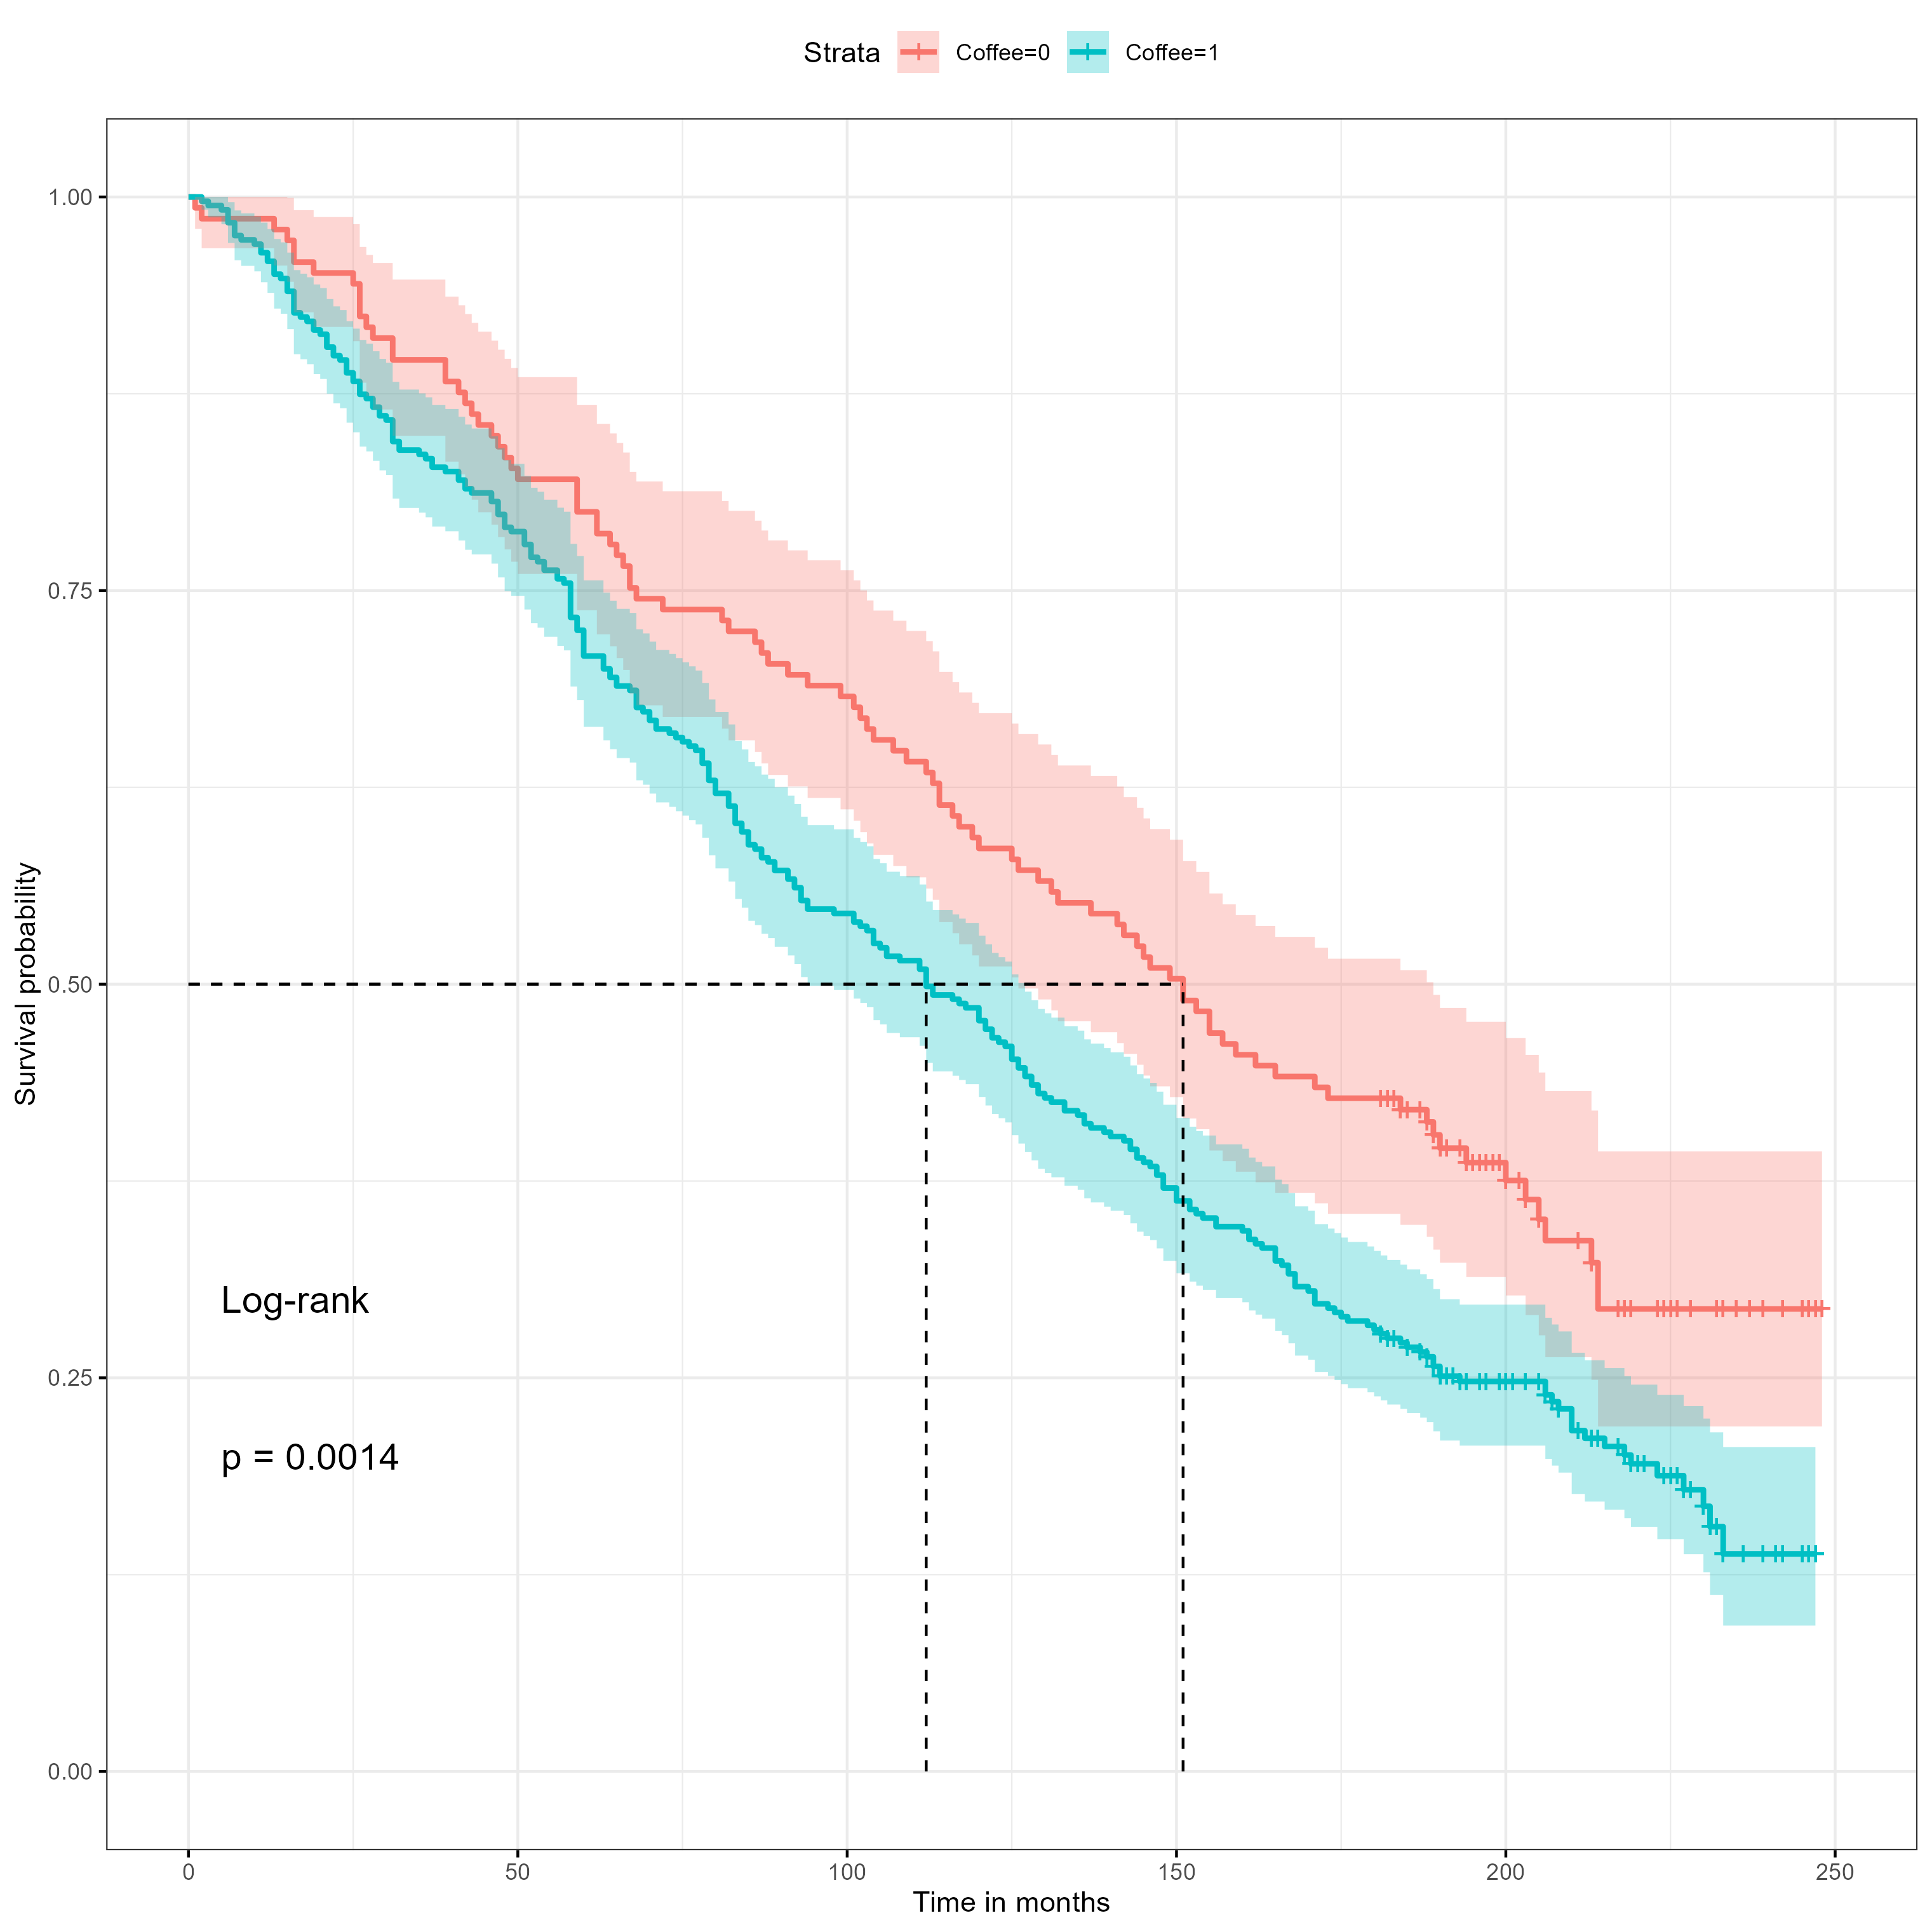 Strata Coffee=0 Coffee=1
1.00
0.75
0.50
0.25
0.00
Survival probability
Log-rank
p = 0.0014
0 50 100 150 200 250
Time in months